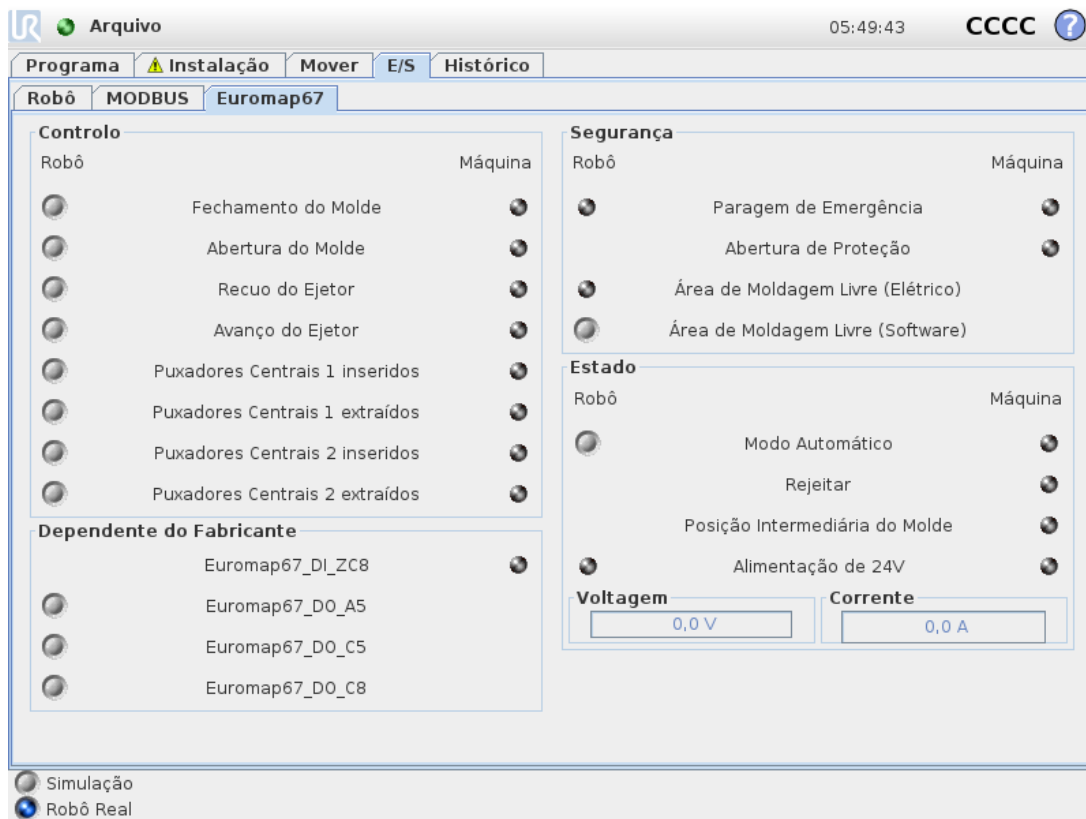 UR Arquivo 05:49:43 CCCC ?
Programa Instalação Mover E/S Histórico
Robô MODBUS Euromap67
Controlo
Robô Máquina
Fechamento do Molde
Abertura do Molde
Recuo do Ejetor
Avanço do Ejetor
Puxadores Centrais 1 inseridos
Puxadores Centrais 1 extraídos
Puxadores Centrais 2 inseridos
Puxadores Centrais 2 extraídos
Dependente do Fabricante
Euromap67_DI_ZC8
Euromap67_DO_A5
Euromap67_DO_C5
Euromap67_DO_C8
Segurança
Robô Máquina
Paragem de Emergência
Abertura de Proteção
Área de Moldagem Livre (Elétrico)
Área de Moldagem Livre (Software)
Estado
Robô Máquina
Modo Automático
Rejeitar
Posição Intermediária do Molde
Alimentação de 24V
Voltagem Corrente
0,0 V 0,0 A
Simulação
Robô Real